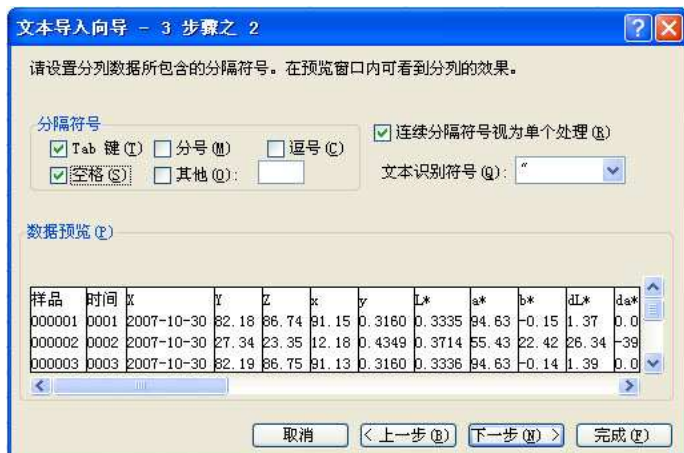 文本导入向导 - 3 步骤之 2
请设置分列数据所包含的分隔符号。在预览窗口内可看到分列的效果。
分隔符号
Tab 键(T) 分号(M) 逗号(C)
空格(S) 其他(O):
连续分隔符号视为单个处理(R)
文本识别符号(Q): "
数据预览(P)
样品 时间 X Y Z x y L* a* b* dL* da*
000001 0001 2007-10-30 82.18 86.74 91.15 0.3160 0.3335 94.63 -0.15 1.37 0.0
000002 0002 2007-10-30 27.34 23.35 12.18 0.4349 0.3714 55.43 22.42 26.34 -39
000003 0003 2007-10-30 82.19 86.75 91.13 0.3160 0.3336 94.63 -0.14 1.39 0.0
取消 < 上一步(B) 下一步(N) > 完成(F)